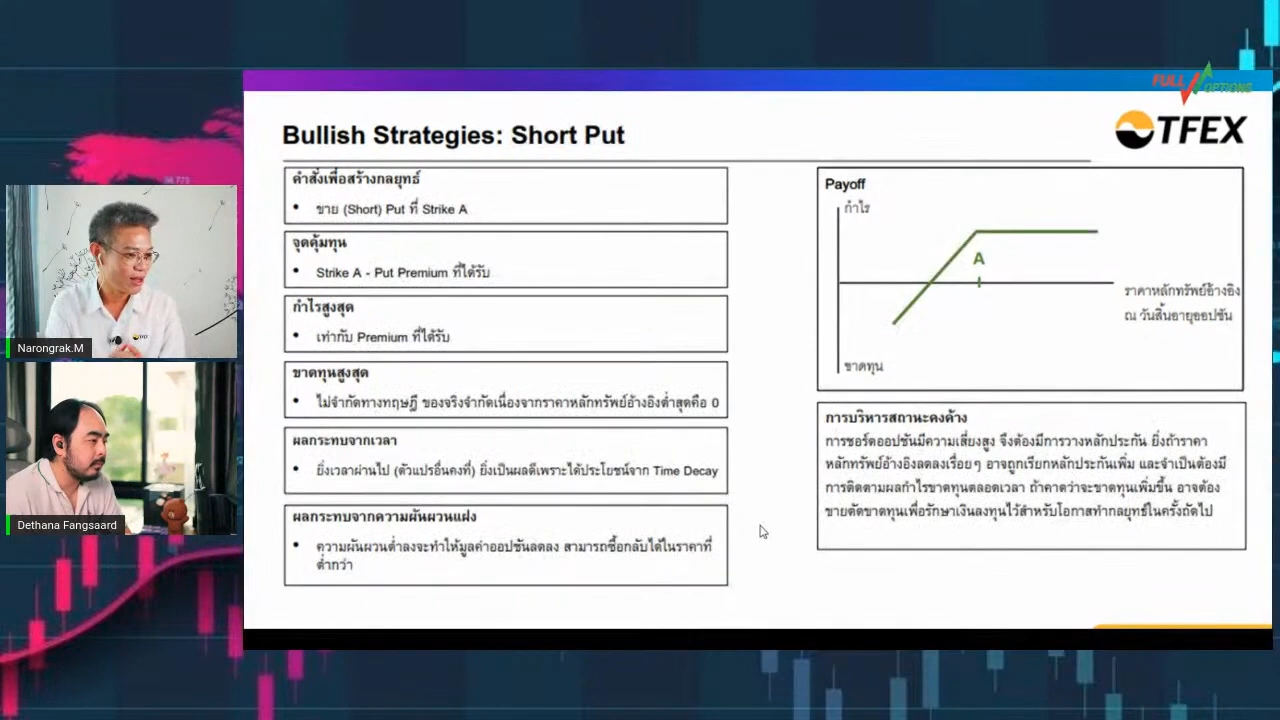 FULL OPTIONS
TFEX
Bullish Strategies: Short Put
คำสั่งเพื่อสร้างกลยุทธ์
• ขาย (Short) Put ที่ Strike A
จุดคุ้มทุน
• Strike A - Put Premium ที่ได้รับ
กำไรสูงสุด
• เท่ากับ Premium ที่ได้รับ
ขาดทุนสูงสุด
• ไม่จำกัดทางทฤษฎี ของจริงจำกัดเนื่องจากราคาหลักทรัพย์อ้างอิงต่ำสุดคือ 0
ผลกระทบจากเวลา
• ยิ่งเวลาผ่านไป (ตัวแปรอื่นคงที่) ยิ่งเป็นผลดีเพราะได้ประโยชน์จาก Time Decay
ผลกระทบจากความผันผวนแฝง
• ความผันผวนต่ำลงจะทำให้มูลค่าออปชันลดลง สามารถซื้อกลับได้ในราคาที่
ต่ำกว่า
Payoff
กำไร
A
ราคาหลักทรัพย์อ้างอิง
ณ วันสิ้นอายุออปชัน
ขาดทุน
การบริหารสถานะคงค้าง
การชอร์ตออปชันมีความเสี่ยงสูง จึงต้องมีการวางหลักประกัน ยิ่งถ้าราคา
หลักทรัพย์อ้างอิงลดลงเรื่อยๆ อาจถูกเรียกหลักประกันเพิ่ม และจำเป็นต้องมี
การติดตามผลกำไรขาดทุนตลอดเวลา ถ้าคาดว่าจะขาดทุนเพิ่มขึ้น อาจต้อง
ขายตัดขาดทุนเพื่อรักษาเงินลงทุนไว้สำหรับโอกาสทำกลยุทธ์ในครั้งถัดไป
TFEX
Narongrak.M
Dethana Fangsaard